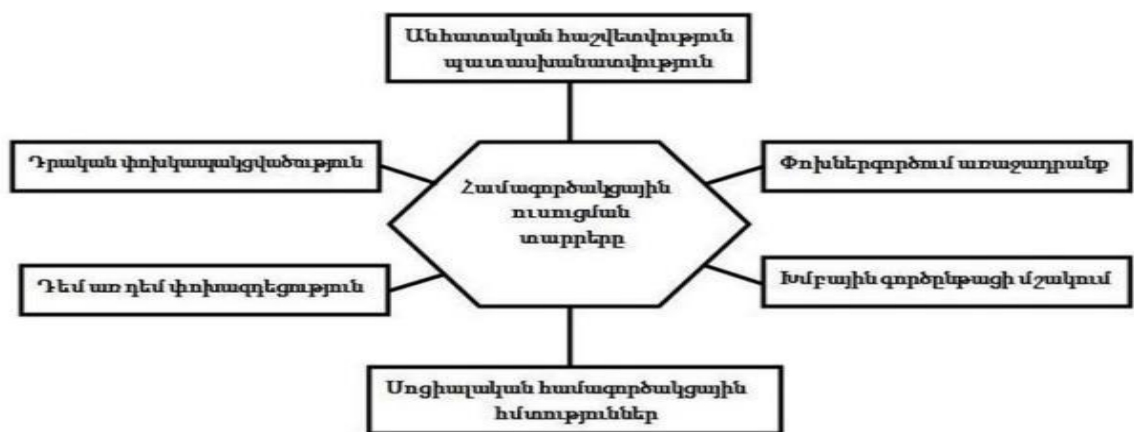 Անհատական հաշվետվություն
պատասխանատվություն
Դրական փոխկապակցվածություն
Փոխներգործում առաջադրանք
Համագործակցային
ուսուցման
տարրերը
Դեմ առ դեմ փոխազդեցություն
Խմբային գործընթացի մշակում
Սոցիալական համագործակցային
հմտություններ